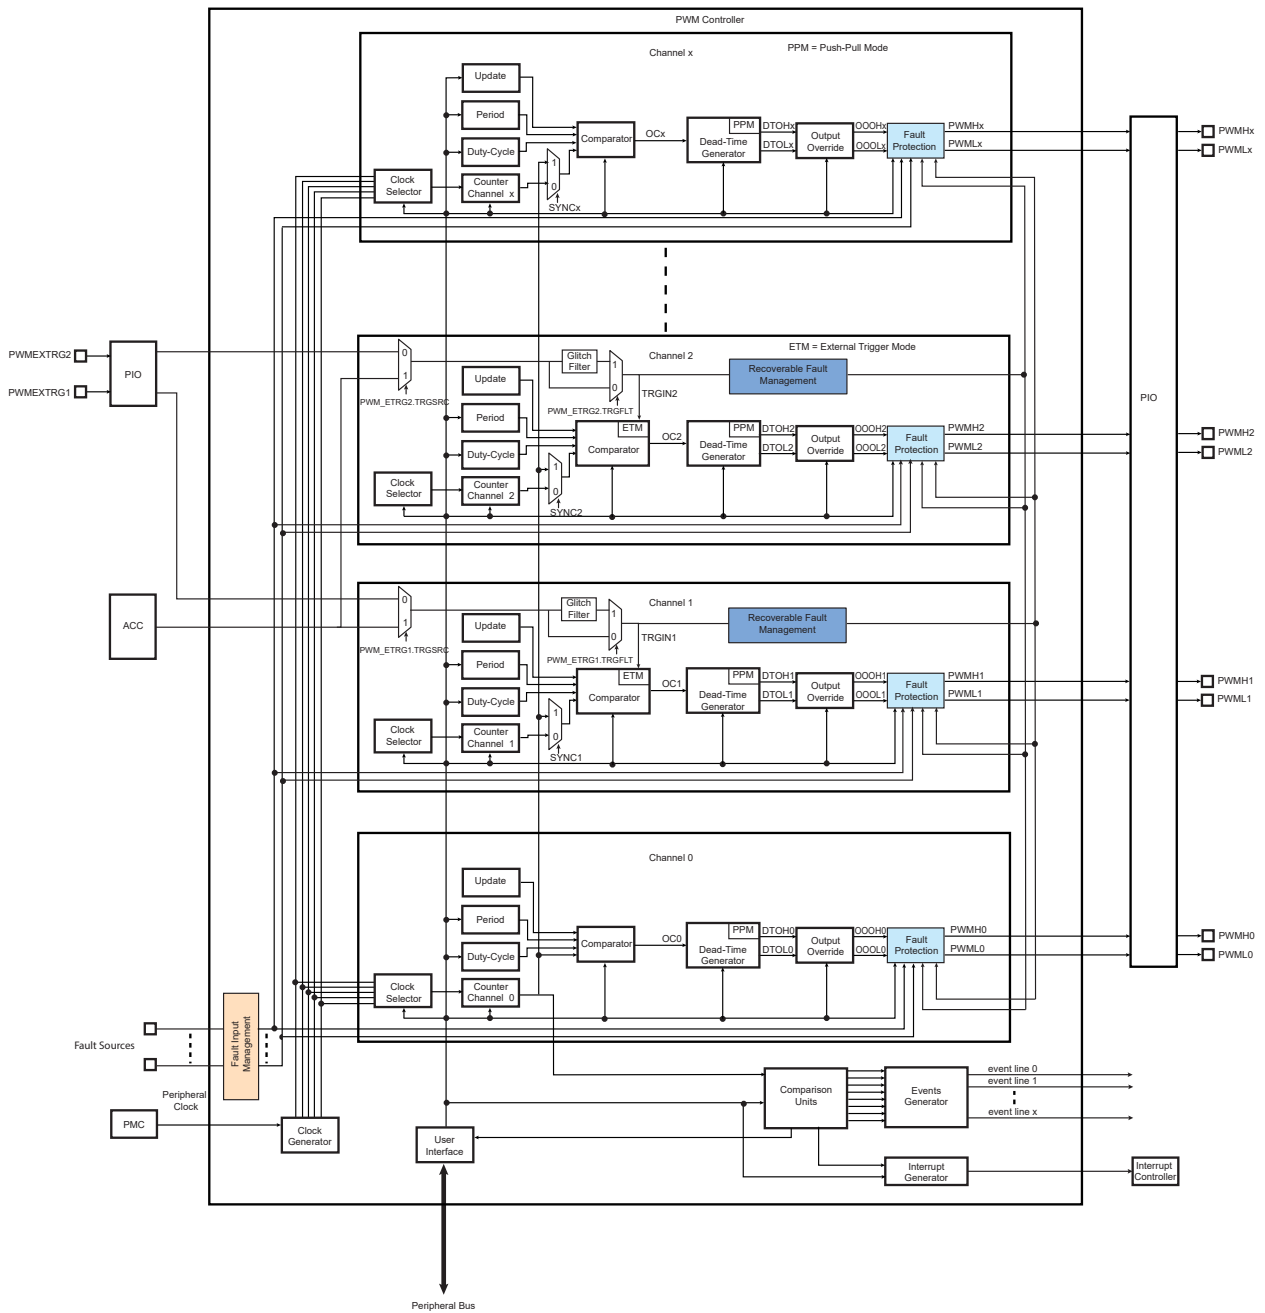 PWM Controller
Channel x
PPM = Push-Pull Mode
Update
Period
Duty-Cycle
Clock
Selector
Counter
Channel x
1
0
SYNCx
Comparator
OCx
PPM
Dead-Time
Generator
DTOHx
DTOLx
Output
Override
OOOHx
OOOLx
Fault
Protection
PWMHx
PWMLx
PWMHx
PWMLx
ETM = External Trigger Mode
Channel 2
PWMEXTRG2
PWMEXTRG1
PIO
0
1
PWM_ETRG2.TRGSRC
Glitch
Filter
1
0
PWM_ETRG2.TRGFLT
TRGIN2
Recoverable Fault
Management
Update
Period
Duty-Cycle
Clock
Selector
Counter
Channel 2
1
0
SYNC2
ETM
Comparator
OC2
PPM
Dead-Time
Generator
DTOH2
DTOL2
Output
Override
OOOH2
OOOL2
Fault
Protection
PWMH2
PWML2
PIO
PWMH2
PWML2
ACC
Channel 1
0
1
PWM_ETRG1.TRGSRC
Glitch
Filter
1
0
PWM_ETRG1.TRGFLT
TRGIN1
Recoverable Fault
Management
Update
Period
Duty-Cycle
Clock
Selector
Counter
Channel 1
1
0
SYNC1
ETM
Comparator
OC1
PPM
Dead-Time
Generator
DTOH1
DTOL1
Output
Override
OOOH1
OOOL1
Fault
Protection
PWMH1
PWML1
PWMH1
PWML1
Channel 0
Update
Period
Duty-Cycle
Clock
Selector
Counter
Channel 0
Comparator
OC0
PPM
Dead-Time
Generator
DTOH0
DTOL0
Output
Override
OOOH0
OOOL0
Fault
Protection
PWMH0
PWML0
PWMH0
PWML0
Fault Sources
Fault Input
Management
Peripheral
Clock
PMC
Clock
Generator
User
Interface
Comparison
Units
Events
Generator
event line 0
event line 1
event line x
Interrupt
Generator
Interrupt
Controller
Peripheral Bus